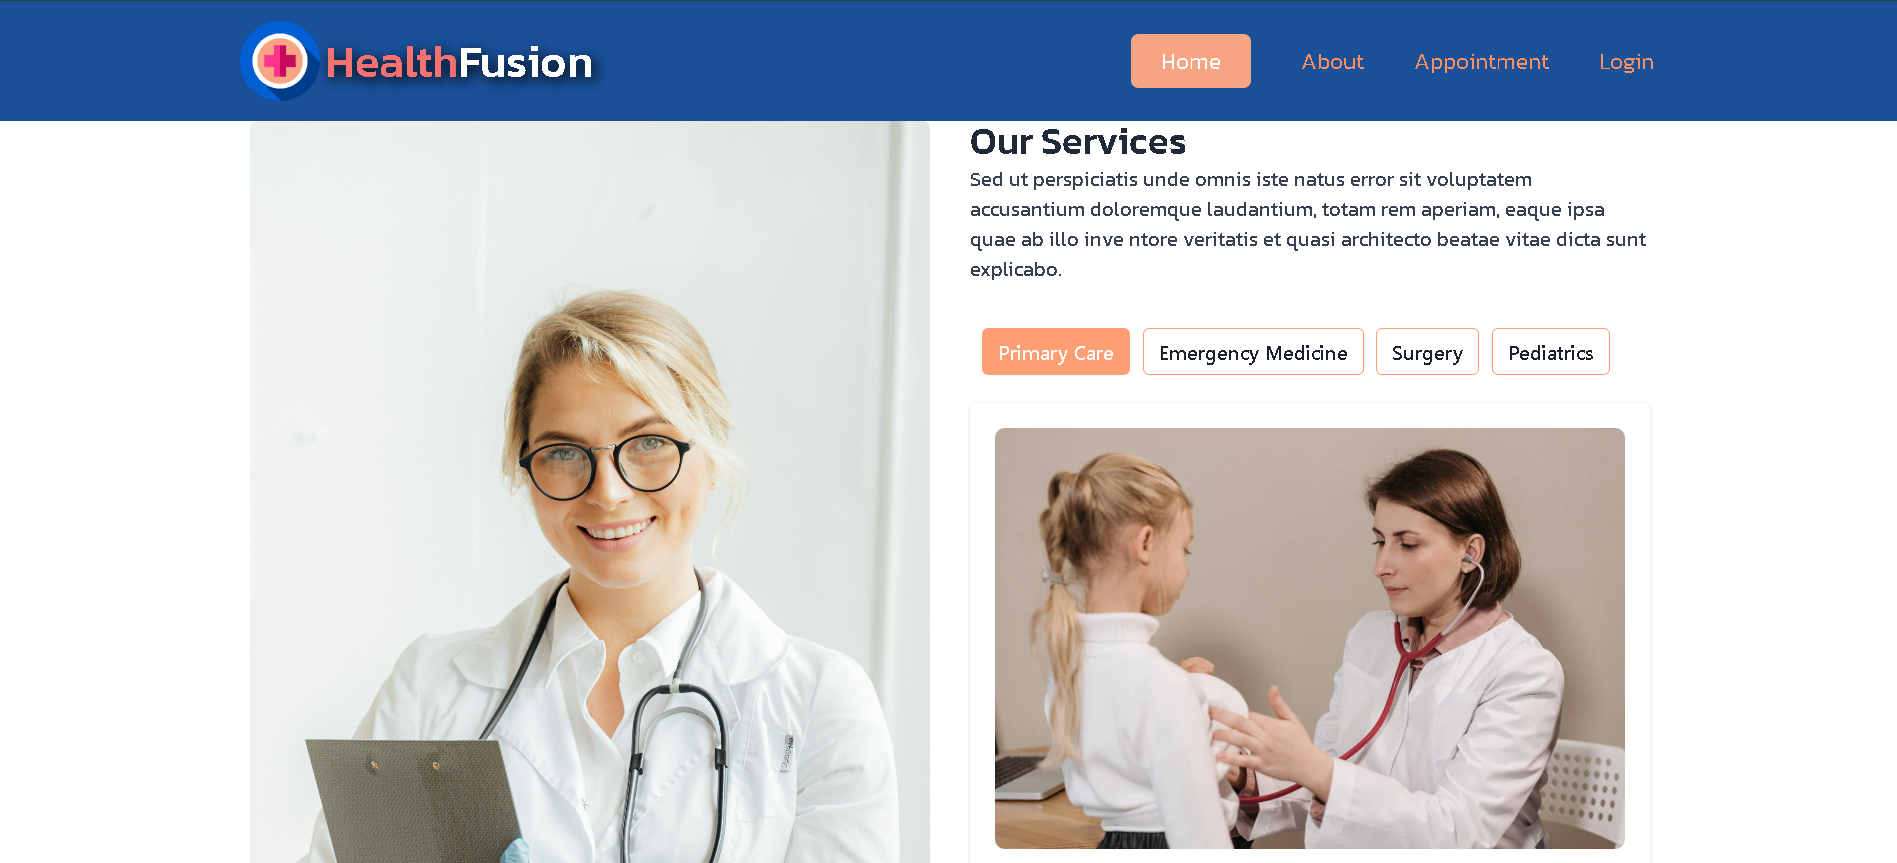 HealthFusion
Home
About
Appointment
Login
Our Services
Sed ut perspiciatis unde omnis iste natus error sit voluptatem
accusantium doloremque laudantium, totam rem aperiam, eaque ipsa
quae ab illo inve ntore veritatis et quasi architecto beatae vitae dicta sunt
explicabo.
Primary Care
Emergency Medicine
Surgery
Pediatrics